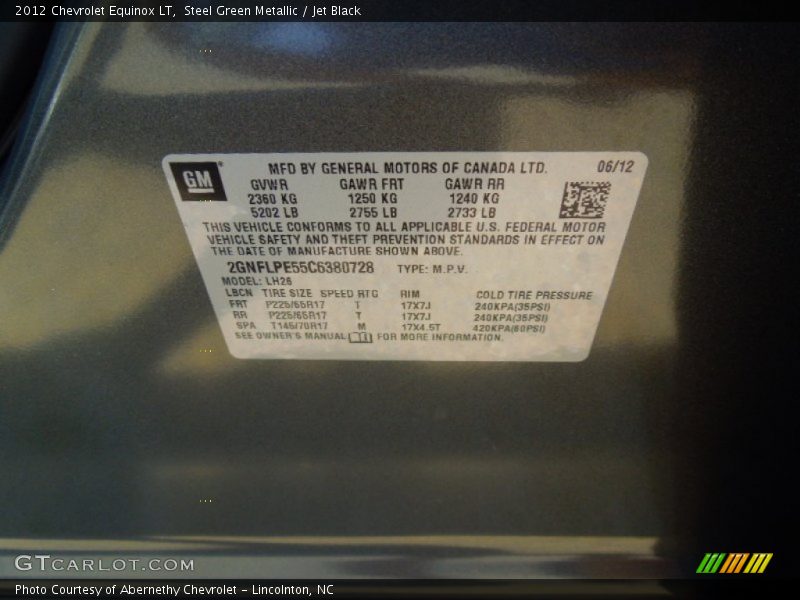 2012 Chevrolet Equinox LT, Steel Green Metallic / Jet Black
GM
MFD BY GENERAL MOTORS OF CANADA LTD. 06/12
GVWR GAWR FRT GAWR RR
2360 KG 1250 KG 1240 KG
5202 LB 2755 LB 2733 LB
THIS VEHICLE CONFORMS TO ALL APPLICABLE U.S. FEDERAL MOTOR
VEHICLE SAFETY AND THEFT PREVENTION STANDARDS IN EFFECT ON
THE DATE OF MANUFACTURE SHOWN ABOVE.
2GNFLPE55C6380728 TYPE: M.P.V.
MODEL: LH26
LBCN TIRE SIZE SPEED RTG RIM COLD TIRE PRESSURE
FRT P225/65R17 T 17X7J 240KPA(35PSI)
RR P225/65R17 T 17X7J 240KPA(35PSI)
SPA T145/70R17 M 17X4.5T 420KPA(60PSI)
SEE OWNER'S MANUAL FOR MORE INFORMATION.
GTCARLOT.COM
Photo Courtesy of Abernethy Chevrolet - Lincolnton, NC